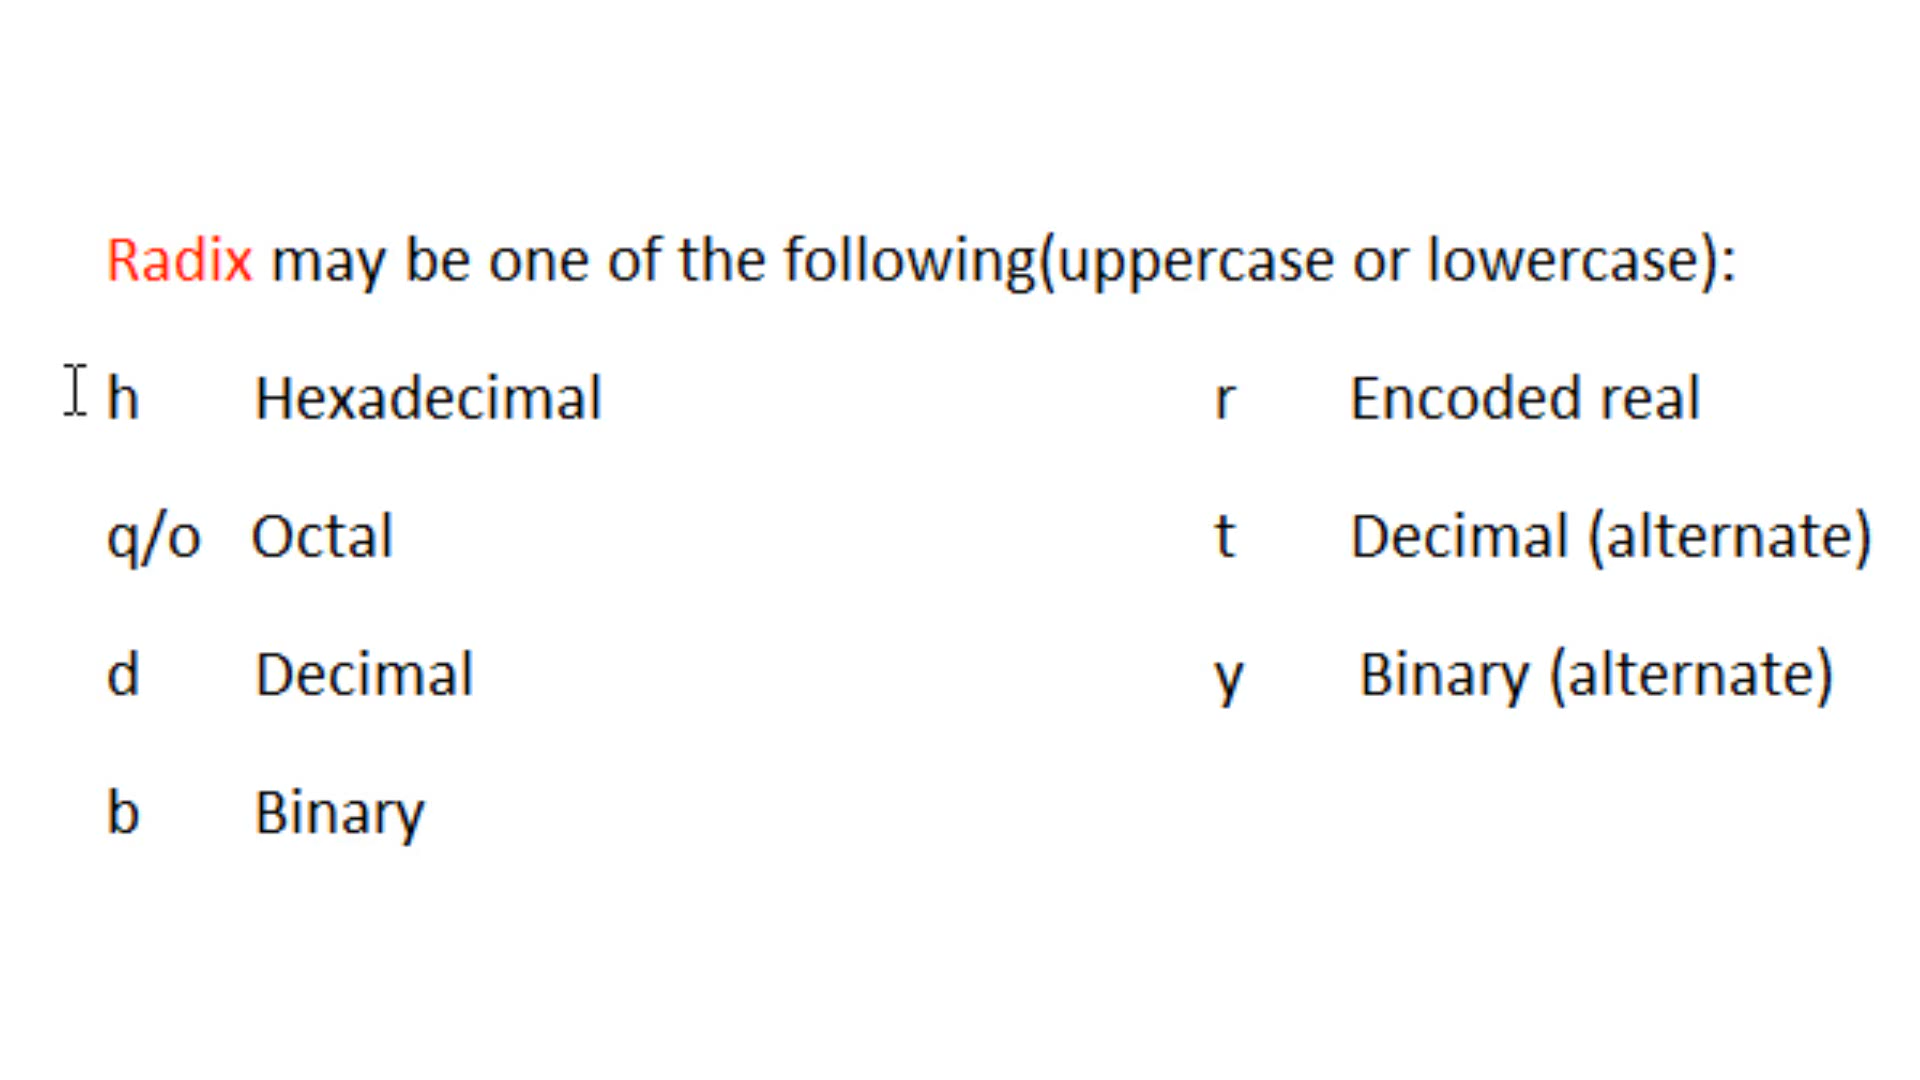 Radix may be one of the following(uppercase or lowercase):
h Hexadecimal r Encoded real
q/o Octal t Decimal (alternate)
d Decimal y Binary (alternate)
b Binary